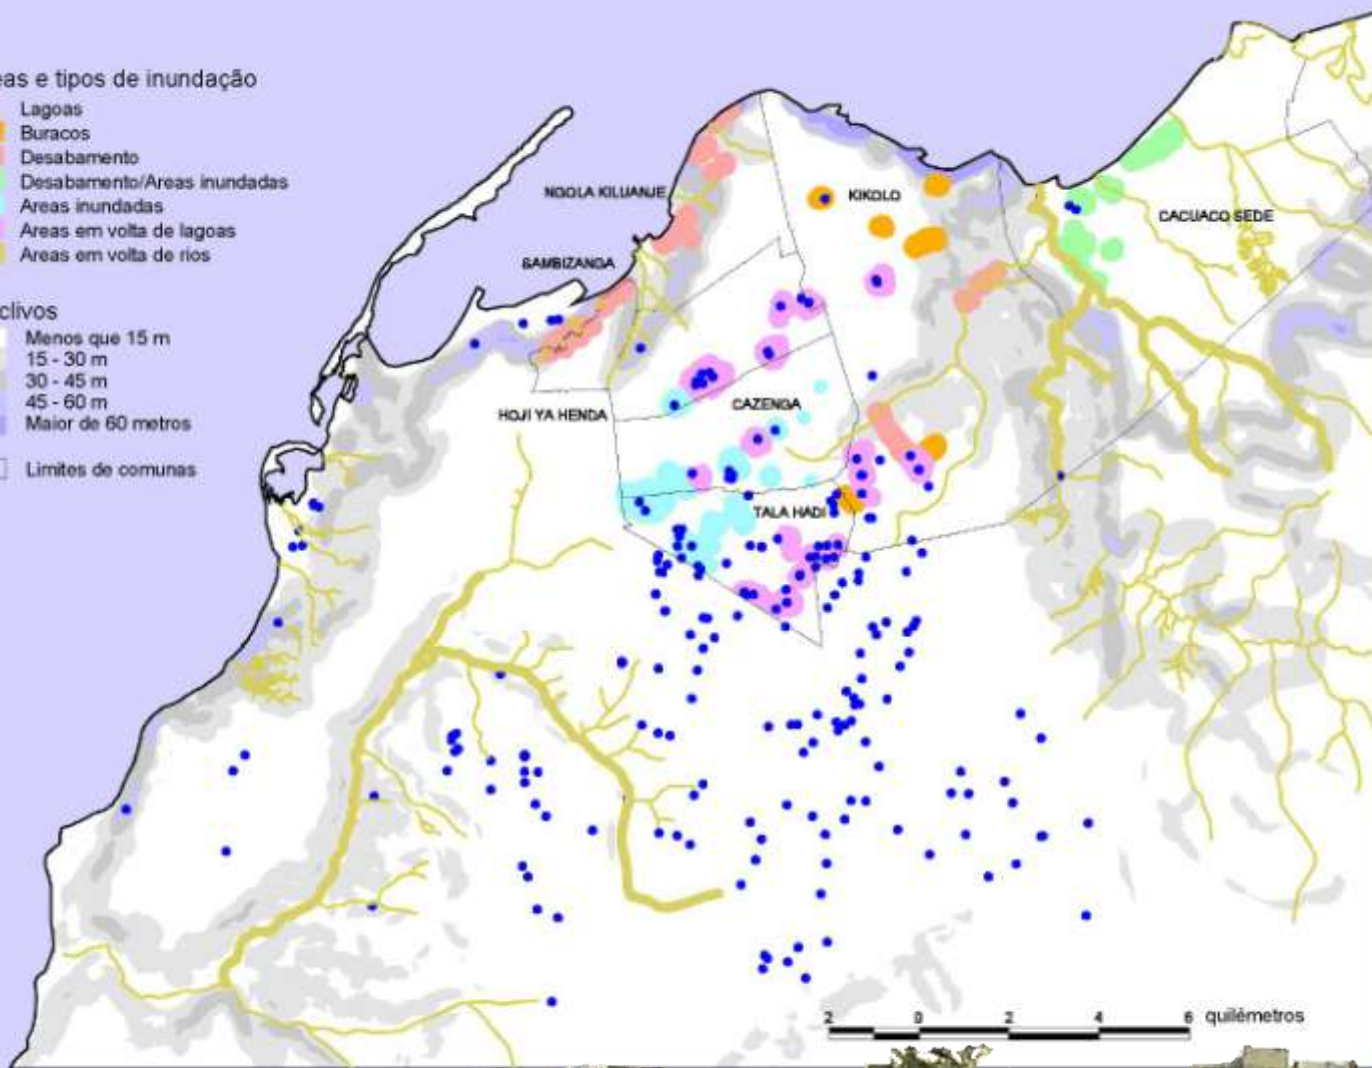 eas e tipos de inundação
Lagoas
Buracos
Desabamento
Desabamento/Areas inundadas
Areas inundadas
Areas em volta de lagoas
Areas em volta de rios
clivos
Menos que 15 m
15 - 30 m
30 - 45 m
45 - 60 m
Maior de 60 metros
Limites de comunas
NGOLA KILUANJE
KIKOLO
CACUACO SEDE
SAMBIZANGA
HOJI YA HENDA
CAZENGA
TALA HADI
2 0 2 4 6 quilêmetros